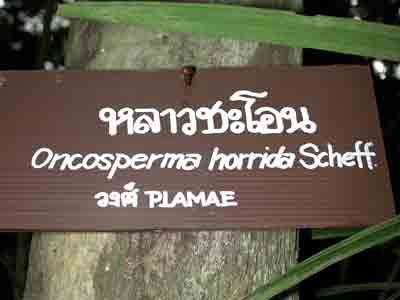 หลาวชะโอน
Oncosperma horrida Scheff.
วงศ์ PLAMAE